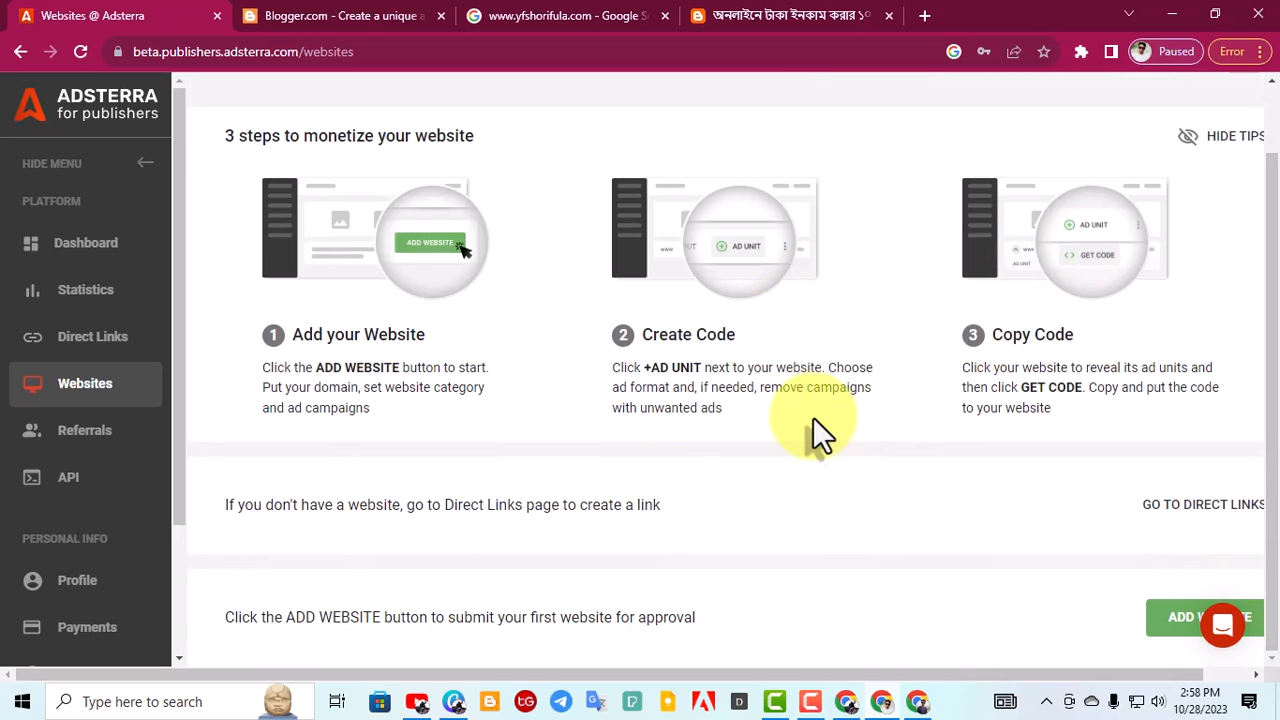 Websites @ Adsterra
Blogger.com - Create a unique a
www.yfshorifula.com - Google S
অনলাইনে টাকা ইনকাম করার ১০
beta.publishers.adsterra.com/websites
Paused
Error
ADSTERRA
for publishers
HIDE MENU
PLATFORM
Dashboard
Statistics
Direct Links
Websites
Referrals
API
PERSONAL INFO
Profile
Payments
3 steps to monetize your website
HIDE TIPS
ADD WEBSITE
AD UNIT
AD UNIT
GET CODE
1 Add your Website
Click the ADD WEBSITE button to start.
Put your domain, set website category
and ad campaigns
2 Create Code
Click +AD UNIT next to your website. Choose
ad format and, if needed, remove campaigns
with unwanted ads
3 Copy Code
Click your website to reveal its ad units and
then click GET CODE. Copy and put the code
to your website
If you don't have a website, go to Direct Links page to create a link
GO TO DIRECT LINKS
Click the ADD WEBSITE button to submit your first website for approval
Type here to search
2:58 PM
10/28/2023